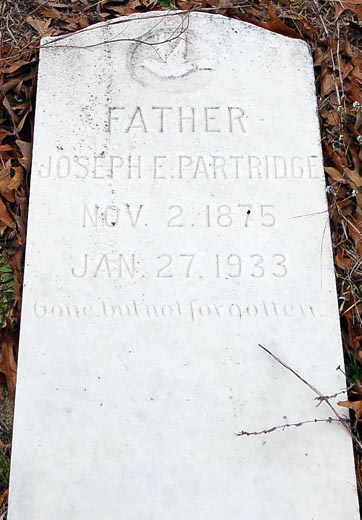 FATHER
JOSEPH E. PARTRIDGE
NOV. 2. 1875
JAN. 27. 1933
Gone, but not forgotten.